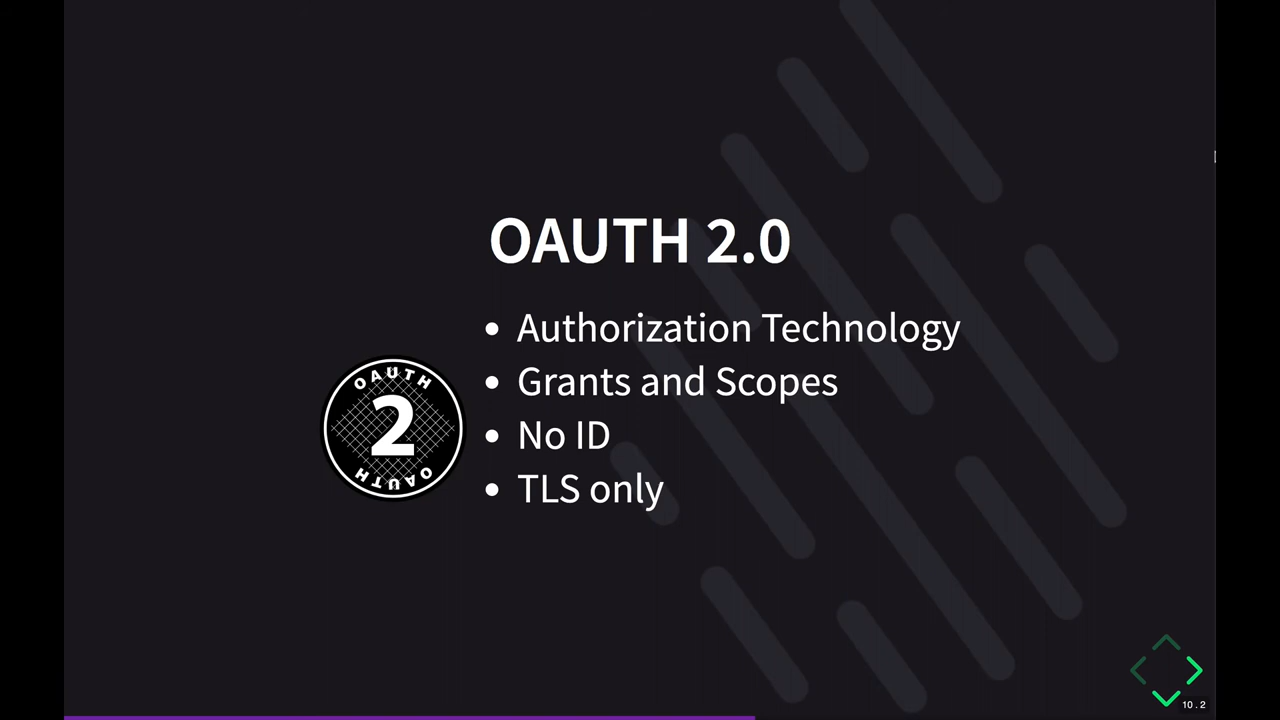 OAUTH 2.0
Authorization Technology
Grants and Scopes
No ID
TLS only
OAUTH
2
OAUTH
10.2